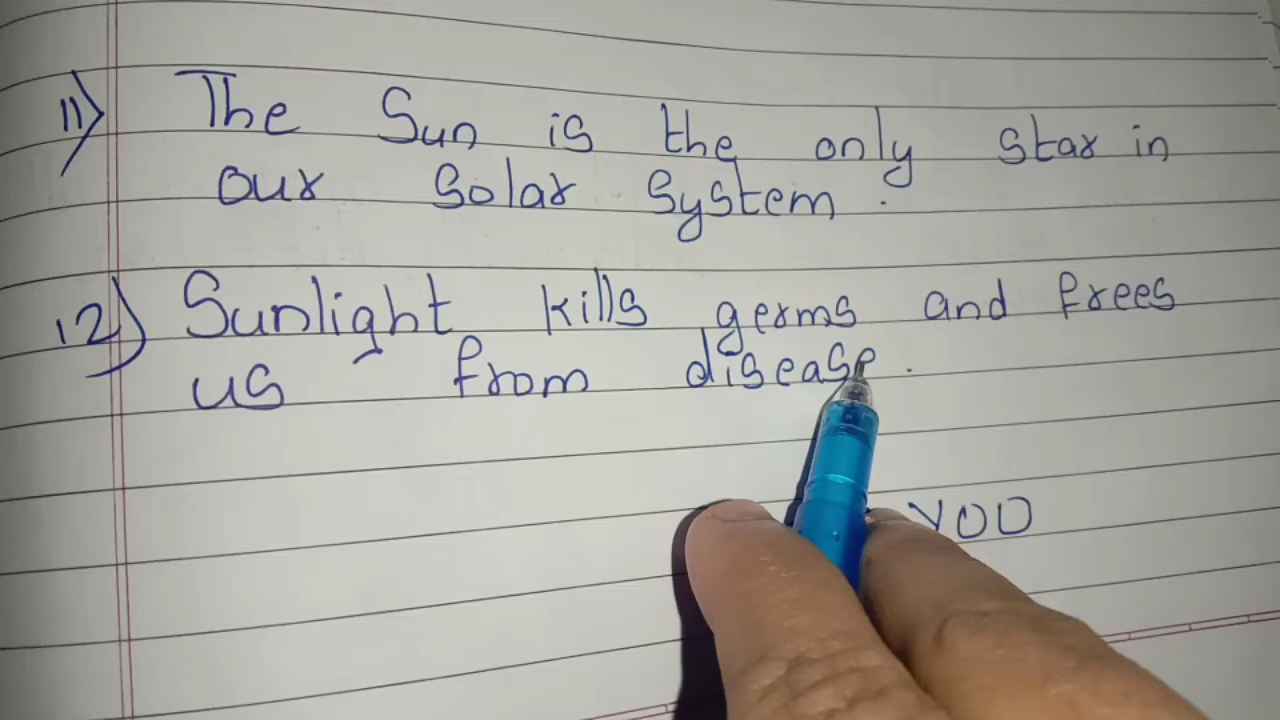 11) The Sun is the only star in
our Solar System.
12) Sunlight kills germs and frees
us from disease.
YOU